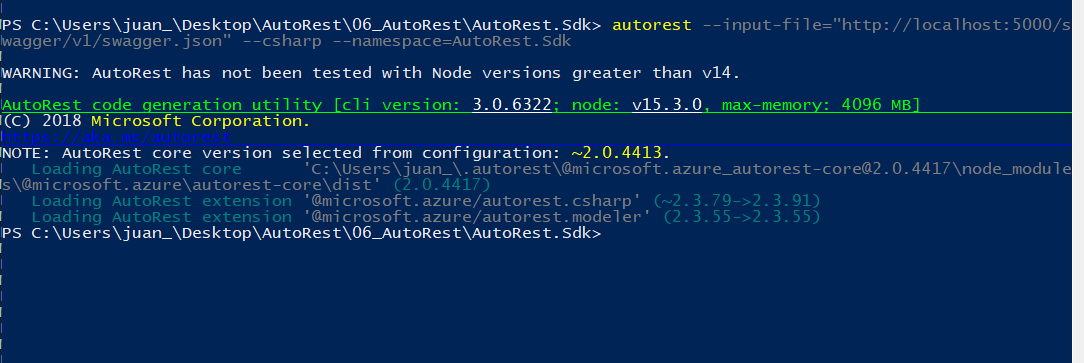 PS C:\Users\juan_\Desktop\AutoRest\06_AutoRest\AutoRest.Sdk> autorest --input-file="http://localhost:5000/s
wagger/v1/swagger.json" --csharp --namespace=AutoRest.Sdk
WARNING: AutoRest has not been tested with Node versions greater than v14.
AutoRest code generation utility [cli version: 3.0.6322; node: v15.3.0, max-memory: 4096 MB]
(C) 2018 Microsoft Corporation.
https://aka.ms/autorest
NOTE: AutoRest core version selected from configuration: ~2.0.4413.
   Loading AutoRest core      'C:\Users\juan_\.autorest\@microsoft.azure_autorest-core@2.0.4417\node_module
s\@microsoft.azure\autorest-core\dist' (2.0.4417)
   Loading AutoRest extension '@microsoft.azure/autorest.csharp' (~2.3.79->2.3.91)
   Loading AutoRest extension '@microsoft.azure/autorest.modeler' (2.3.55->2.3.55)
PS C:\Users\juan_\Desktop\AutoRest\06_AutoRest\AutoRest.Sdk>